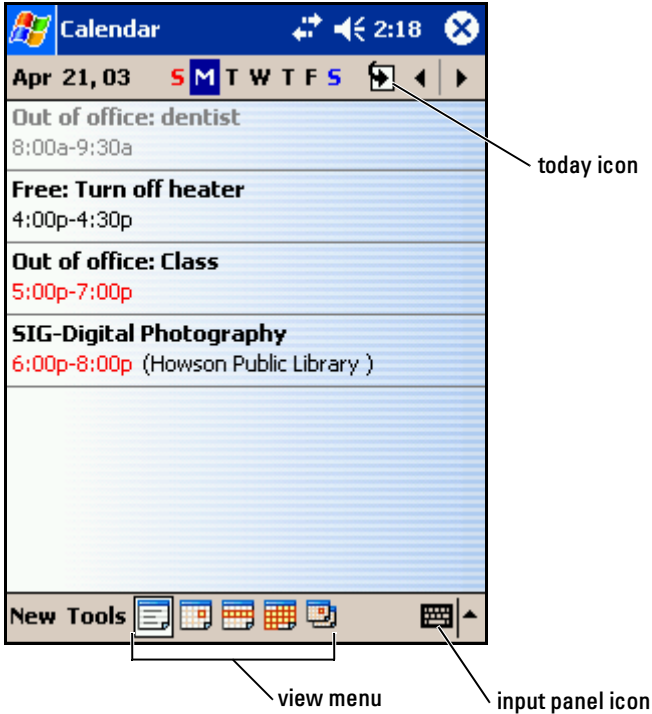 Calendar 2:18
Apr 21, 03 S M T W T F S
Out of office: dentist
8:00a-9:30a
today icon
Free: Turn off heater
4:00p-4:30p
Out of office: Class
5:00p-7:00p
SIG-Digital Photography
6:00p-8:00p (Howson Public Library )
New Tools
view menu
input panel icon